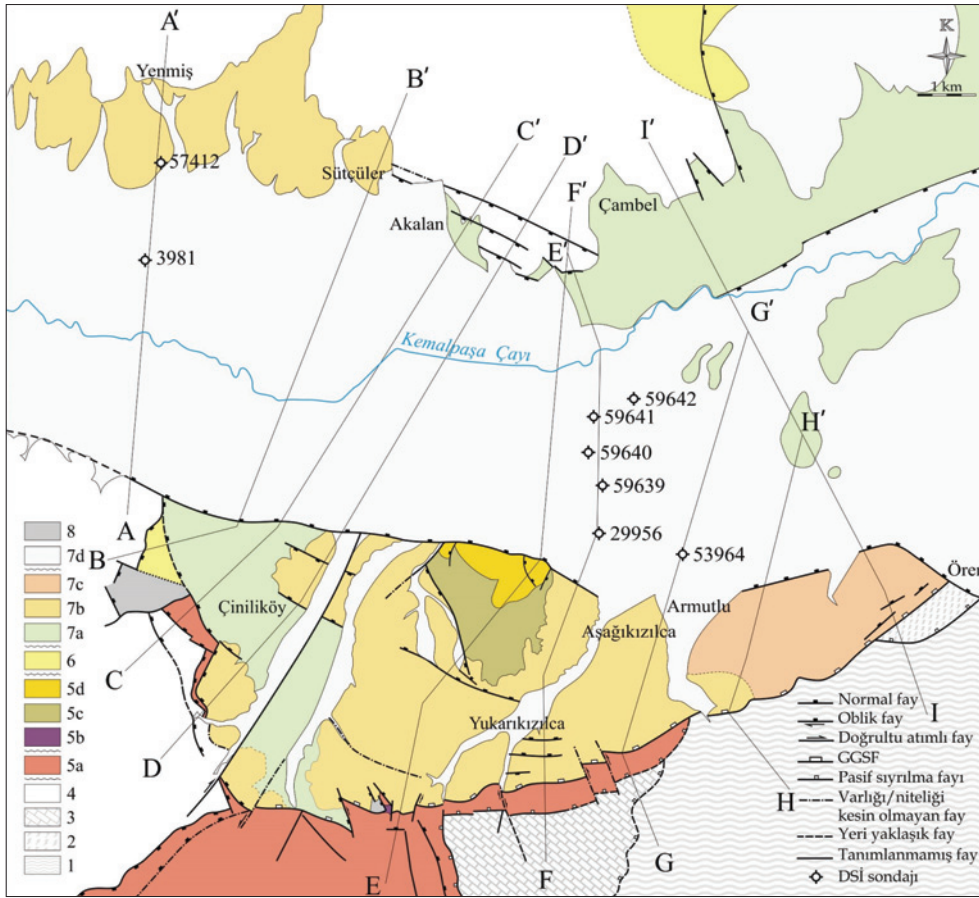 A'
K
Yenmiş
1 km
B'
C'
D'
I'
57412
Sütçüler
F'
Çambel
Akalan
E'
3981
G'
Kemalpaşa Çayı
59642
59641
H'
59640
59639
A
29956
8
7d
B
53964
7c
Ören
7b
Çiniliköy
Armutlu
7a
Aşağıkızılca
6
C
5d
Normal fay
I
5c
Yukarıkızılca
Oblik fay
5b
Doğrultu atımlı fay
D
GGSF
5a
Pasif sıyrılma fayı
4
H
Varlığı/niteliği
kesin olmayan fay
3
Yeri yaklaşık fay
2
G
Tanımlanmamış fay
1
E
F
DSİ sondajı